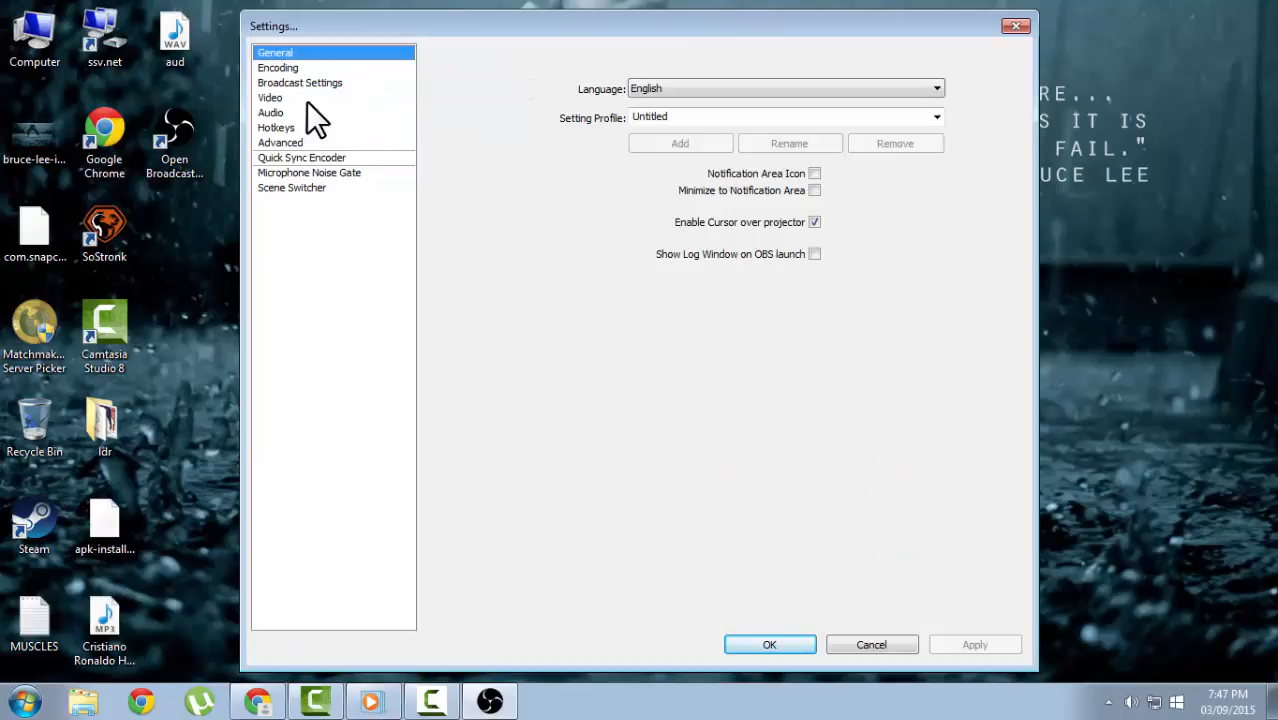 Settings...
General
Encoding
Broadcast Settings
Video
Audio
Hotkeys
Advanced
Quick Sync Encoder
Microphone Noise Gate
Scene Switcher
Language: English
Setting Profile: Untitled
Add Rename Remove
Notification Area Icon
Minimize to Notification Area
Enable Cursor over projector
Show Log Window on OBS launch
OK Cancel Apply
Computer
ssv.net
WAV
aud
bruce-lee-i...
Google
Chrome
Open
Broadcast...
com.snapc...
SoStronk
Matchmak...
Server Picker
Camtasia
Studio 8
Recycle Bin
ldr
Steam
apk-install...
MUSCLES
MP3
Cristiano
Ronaldo H...
RE...
S IT IS
FAIL."
UCE LEE
7:47 PM
03/09/2015